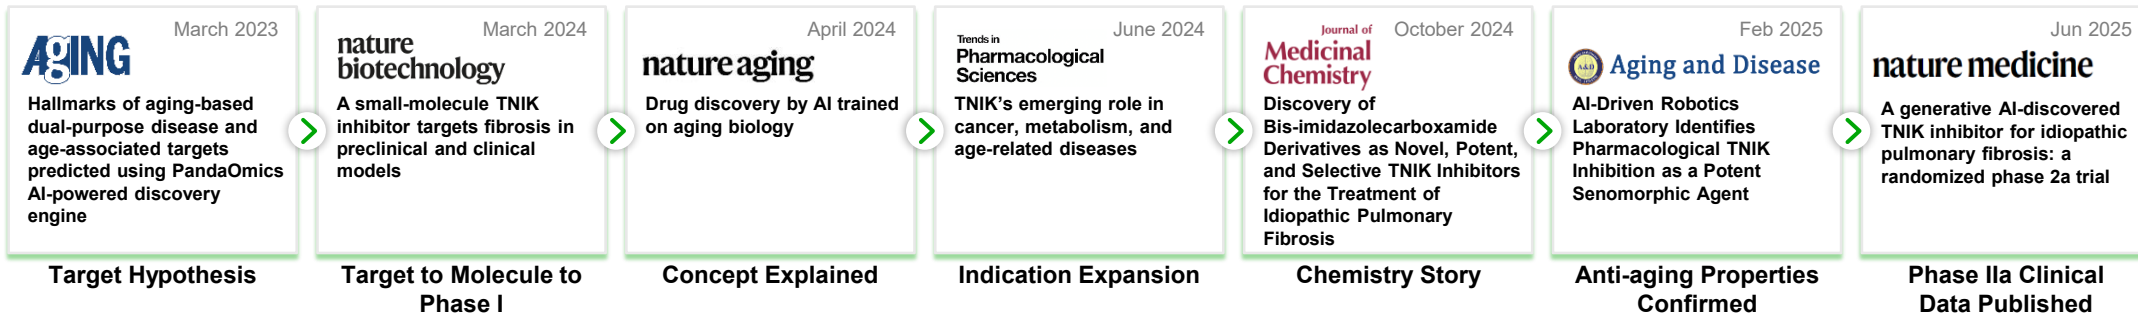 March 2023
AgiNG
Hallmarks of aging-based
dual-purpose disease and
age-associated targets
predicted using PandaOmics
AI-powered discovery
engine
Target Hypothesis
March 2024
nature
biotechnology
A small-molecule TNIK
inhibitor targets fibrosis in
preclinical and clinical
models
Target to Molecule to
Phase I
April 2024
nature aging
Drug discovery by AI trained
on aging biology
Concept Explained
June 2024
Trends in
Pharmacological
Sciences
TNIK's emerging role in
cancer, metabolism, and
age-related diseases
Indication Expansion
October 2024
Journal of
Medicinal
Chemistry
Discovery of
Bis-imidazolecarboxamide
Derivatives as Novel, Potent,
and Selective TNIK Inhibitors
for the Treatment of
Idiopathic Pulmonary
Fibrosis
Chemistry Story
Feb 2025
A&D
Aging and Disease
AI-Driven Robotics
Laboratory Identifies
Pharmacological TNIK
Inhibition as a Potent
Senomorphic Agent
Anti-aging Properties
Confirmed
Jun 2025
nature medicine
A generative AI-discovered
TNIK inhibitor for idiopathic
pulmonary fibrosis: a
randomized phase 2a trial
Phase IIa Clinical
Data Published